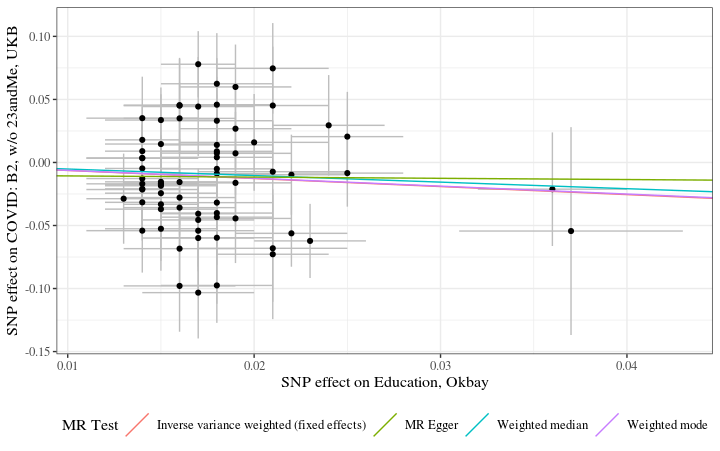 SNP effect on COVID: B2, w/o 23andMe, UKB
0.10
0.05
0.00
-0.05
-0.10
-0.15
0.01 0.02 0.03 0.04
SNP effect on Education, Okbay
MR Test Inverse variance weighted (fixed effects) MR Egger Weighted median Weighted mode